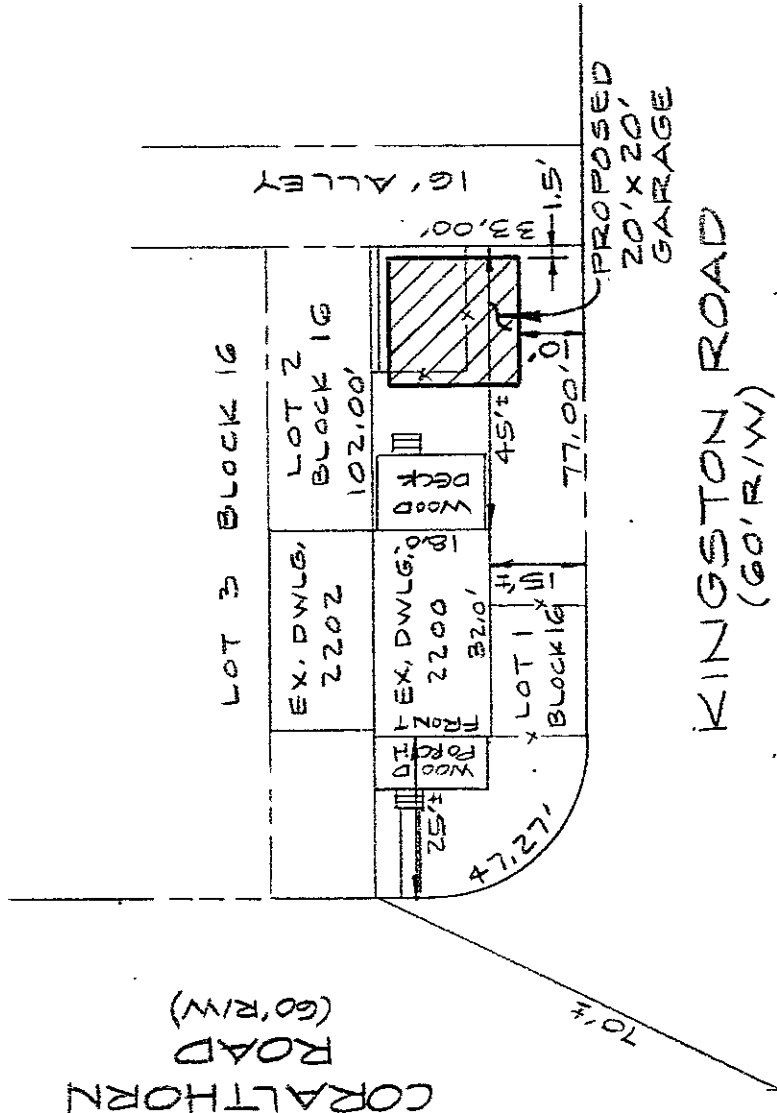 LOT 3 BLOCK 16
LOT 2
BLOCK 16
102.00'
16' ALLEY
33.00'
1.5'
PROPOSED
20' X 20'
GARAGE
EX. DWLG.
2202
EX. DWLG.
2200
32.0'
18.0'
FRONT
WOOD
DECK
WOOD
PORCH
45'±
25'±
15'±
77.00'
LOT 1
BLOCK 16
47.27'
70'±
KINGSTON ROAD
(60' R/W)
CORALTHORN
ROAD
(60' R/W)